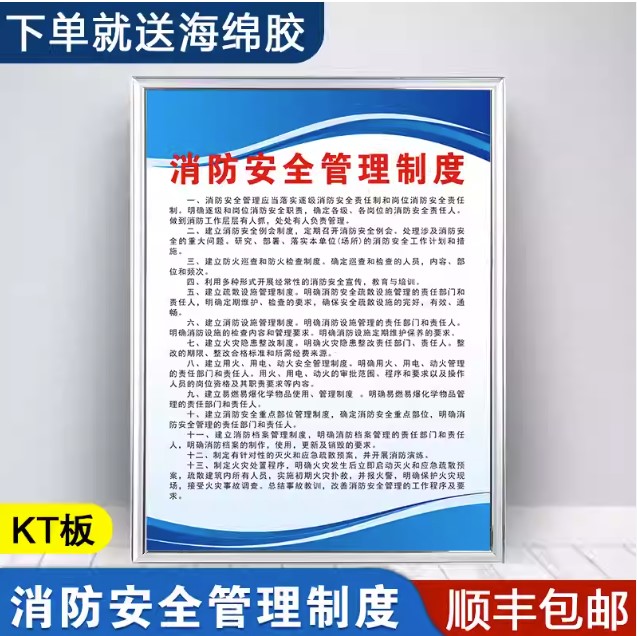 下单就送海绵胶
消防安全管理制度
一、消防安全管理应当落实逐级消防安全责任制和岗位消防安全责任
制，明确逐级和岗位消防安全职责，确定各级、各岗位的消防安全责任人。
做到消防工作层层有人抓，处处有人负责管理。
二、建立消防安全例会制度，定期召开消防安全例会。处理涉及消防安
全的重大问题。研究、部署、落实本单位(场所)的消防安全工作计划和措
施。
三、建立防火巡查和防火检查制度、确定巡查和检查的人员，内容、部
位和频次。
四、利用多种形式开展经常性的消防安全宣传，教育与培训。
五、建立疏散设施管理制度。明确消防安全疏散设施管理的责任部门和
责任人，明确定期维护、检查的要求，确保安全疏散设施的完好，有效、通
畅。
六、建立消防设施管理制度。明确消防设施管理的责任部门和责任人。
明确消防设施的检查内容和管理要求。明确消防设施定期维护保养的要求。
七、建立火灾隐患整改制度。明确火灾隐患整改责任部门、责任人。整
改的期限、整改合格标准和所需经费来源。
八、建立用火、用电、动火安全管理制度。明确用火、用电、动火管理
的责任部门和责任人，用火、用电、动火的审批范围、程序和要求以及操作
人员的岗位资格及其职责要求等内容。
九、建立易燃易爆化学物品使用、管理制度 。明确易燃易爆化学物品管
理的责任部门和责任人。
十、建立消防安全重点部位管理制度，确定消防安全重点部位，明确消防
安全管理的责任部门和责任人。
十一、建立消防档案管理制度，明确消防档案管理的责任部门和责任
人，明确消防档案的制作，使用，更新及销毁的要求。
十二、制定有针对性的灭火和应急疏散预案，并开展消防演练。
十三、制定火灾处置程序，明确火灾发生后立即启动灭火和应急疏散预
案，疏散建筑内所有人员，实施初期火灾扑救，并报火警，明确保护火灾现
场，接受火灾事故调查、总结事故教训，改善消防安全管理的工作程序及要
求。
KT板
消防安全管理制度
顺丰包邮